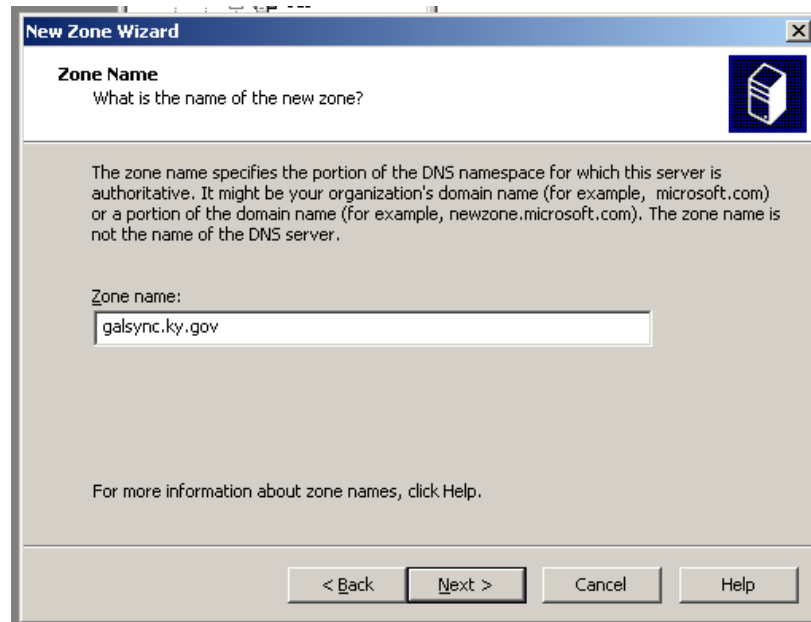 New Zone Wizard
Zone Name
What is the name of the new zone?
The zone name specifies the portion of the DNS namespace for which this server is
authoritative. It might be your organization's domain name (for example, microsoft.com)
or a portion of the domain name (for example, newzone.microsoft.com). The zone name is
not the name of the DNS server.
Zone name:
galsync.ky.gov
For more information about zone names, click Help.
< Back Next > Cancel Help